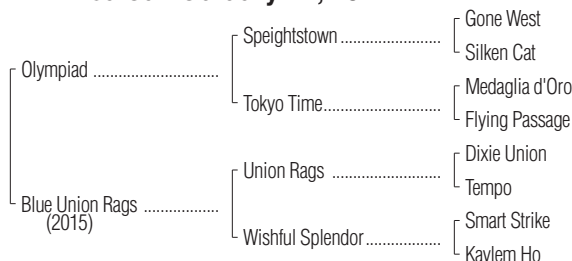 Gone West
Speightstown
Silken Cat
Olympiad
Medaglia d'Oro
Tokyo Time
Flying Passage
Dixie Union
Union Rags
Tempo
Blue Union Rags
(2015)
Smart Strike
Wishful Splendor
Kaylem Ho